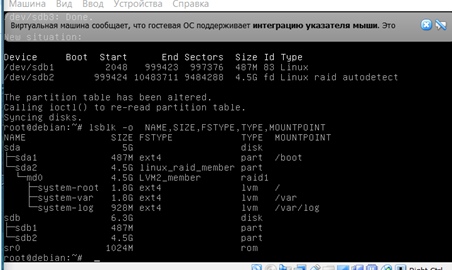 Машина Вид Ввод Устройства Справка
/dev/sdb3: Done.
Виртуальная машина сообщает, что гостевая ОС поддерживает интеграцию указателя мыши. Это
New situation:
Device Boot Start End Sectors Size Id Type
/dev/sdb1 2048 999423 997376 487M 83 Linux
/dev/sdb2 999424 10483711 9484288 4.5G fd Linux raid autodetect
The partition table has been altered.
Calling ioctl() to re-read partition table.
Syncing disks.
root@debian:~# lsblk -o NAME,SIZE,FSTYPE,TYPE,MOUNTPOINT
NAME SIZE FSTYPE TYPE MOUNTPOINT
sda 5G disk
├─sda1 487M ext4 part /boot
└─sda2 4.5G linux_raid_member part
└─md0 4.5G LVM2_member raid1
├─system-root 1.8G ext4 lvm /
├─system-var 1.8G ext4 lvm /var
└─system-log 928M ext4 lvm /var/log
sdb 6.3G disk
├─sdb1 487M part
└─sdb2 4.5G part
sr0 1024M rom
root@debian:~# _
Right Ctrl